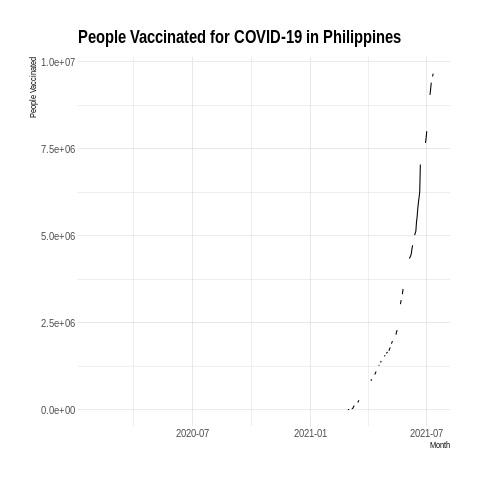 People Vaccinated for COVID-19 in Philippines
People Vaccinated
1.0e+07
7.5e+06
5.0e+06
2.5e+06
0.0e+00
2020-07
2021-01
2021-07
Month